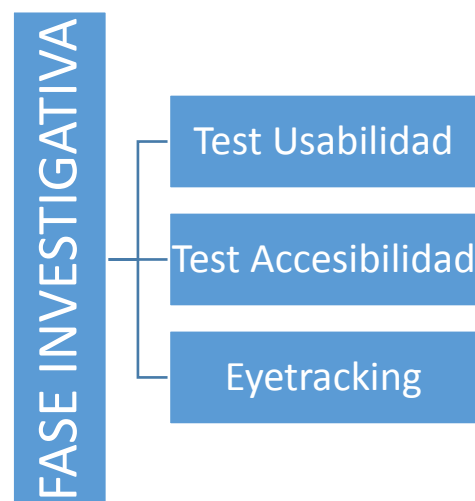 FASE INVESTIGATIVA
Test Usabilidad
Test Accesibilidad
Eyetracking